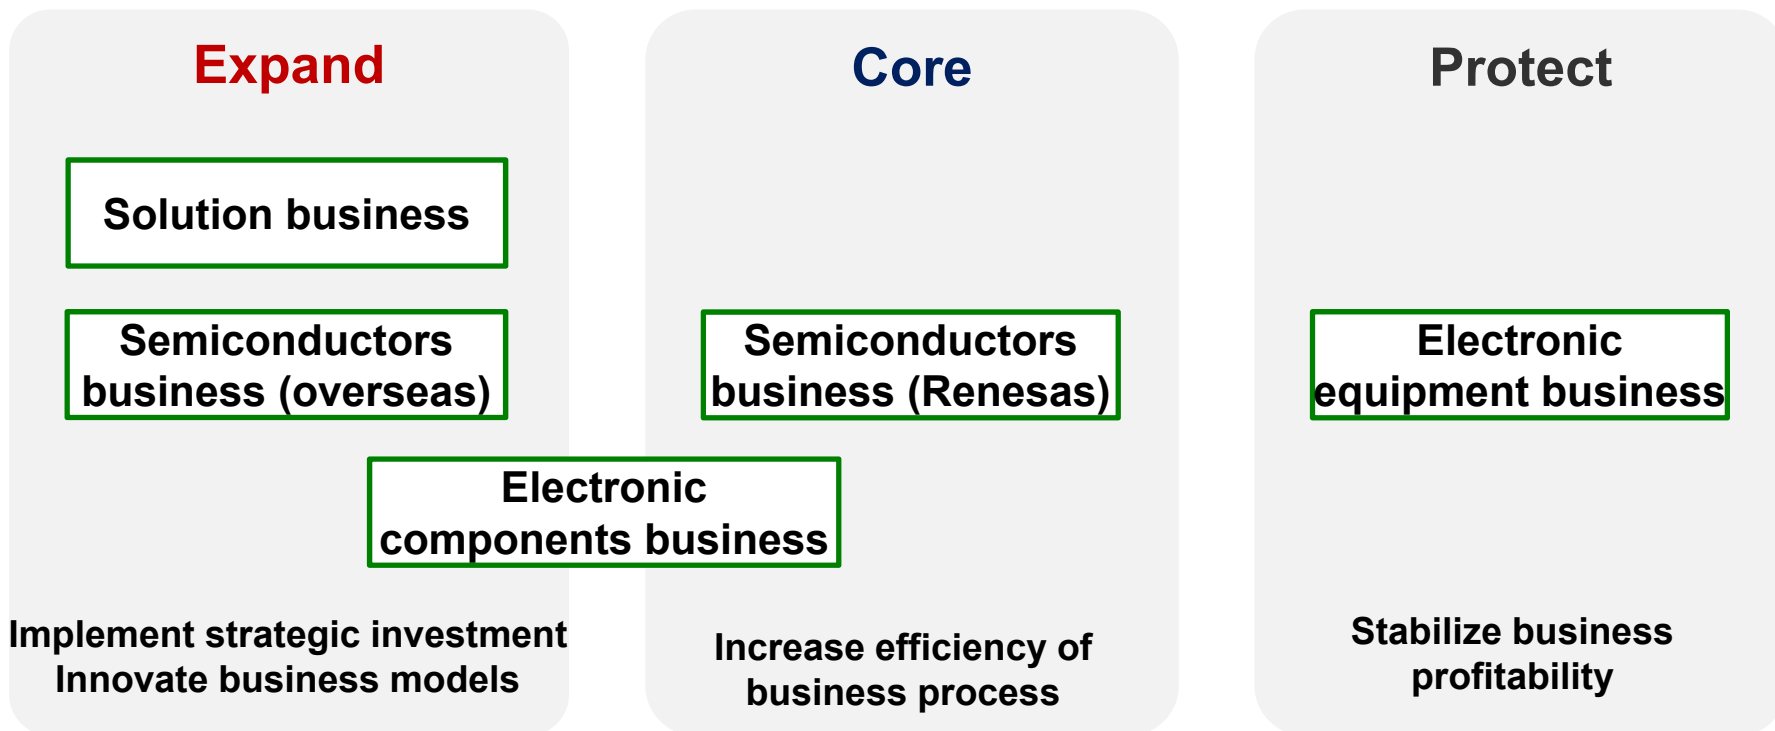 Expand
Solution business
Semiconductors
business (overseas)
Electronic
components business
Implement strategic investment
Innovate business models
Core
Semiconductors
business (Renesas)
Increase efficiency of
business process
Protect
Electronic
equipment business
Stabilize business
profitability